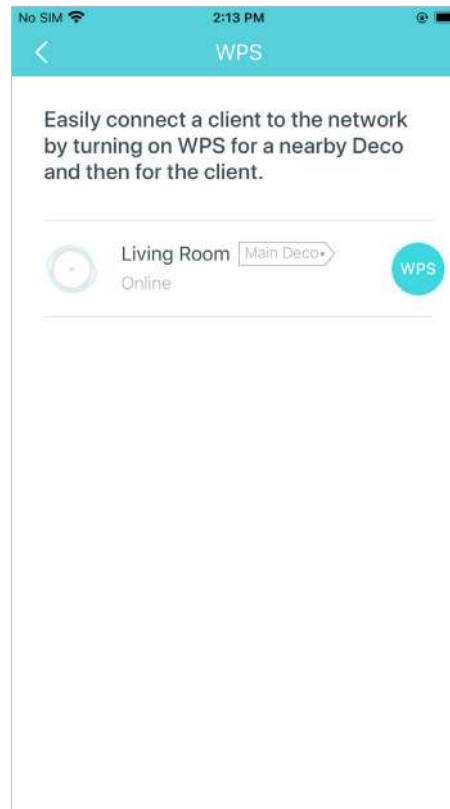 No SIM 2:13 PM
WPS
Easily connect a client to the network
by turning on WPS for a nearby Deco
and then for the client.
Living Room Main Deco
Online
WPS